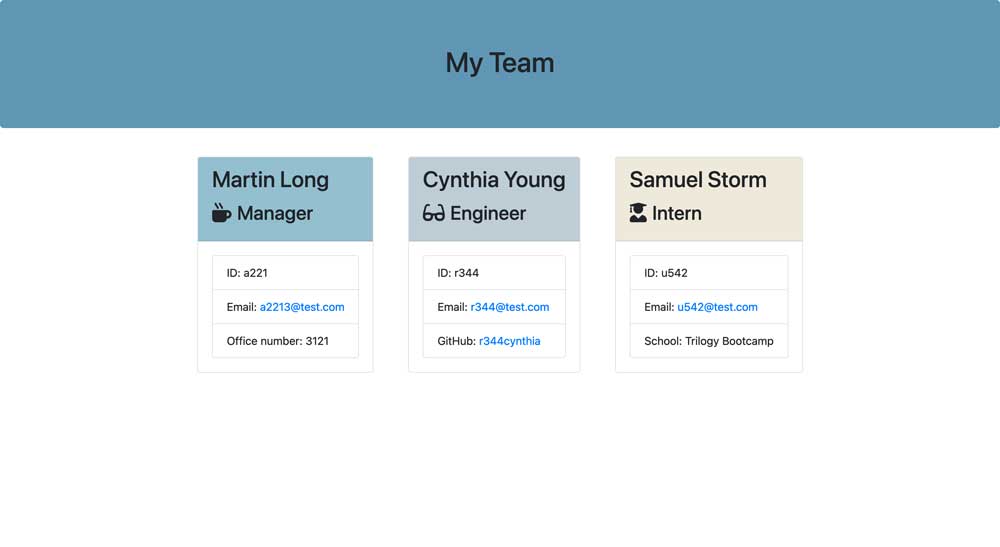 My Team
Martin Long
Manager
ID: a221
Email: a2213@test.com
Office number: 3121
Cynthia Young
Engineer
ID: r344
Email: r344@test.com
GitHub: r344cynthia
Samuel Storm
Intern
ID: u542
Email: u542@test.com
School: Trilogy Bootcamp